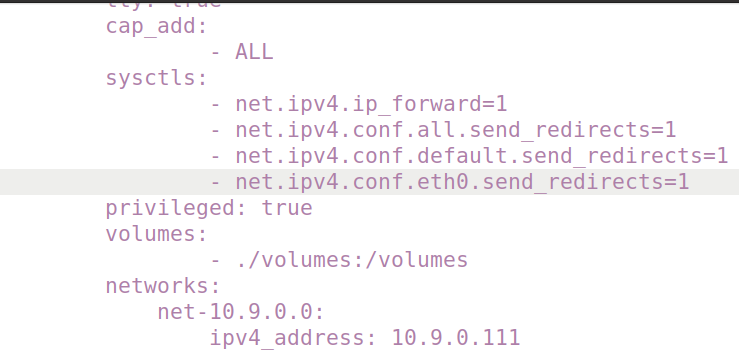 cap_add:
- ALL
sysctls:
- net.ipv4.ip_forward=1
- net.ipv4.conf.all.send_redirects=1
- net.ipv4.conf.default.send_redirects=1
- net.ipv4.conf.eth0.send_redirects=1
privileged: true
volumes:
- ./volumes:/volumes
networks:
net-10.9.0.0:
ipv4_address: 10.9.0.111